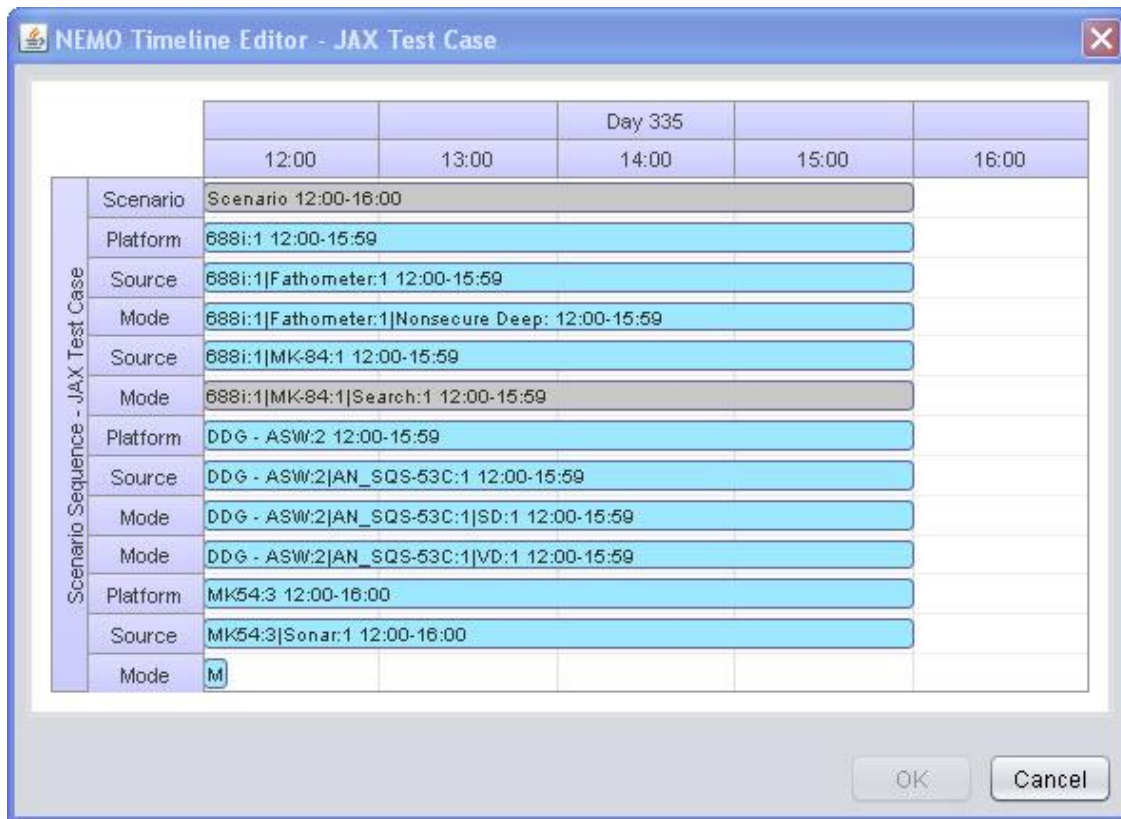 NEMO Timeline Editor - JAX Test Case
Day 335
12:00 13:00 14:00 15:00 16:00
Scenario Sequence - JAX Test Case
Scenario Scenario 12:00-16:00
Platform 688i:1 12:00-15:59
Source 688i:1|Fathometer:1 12:00-15:59
Mode 688i:1|Fathometer:1|Nonsecure Deep: 12:00-15:59
Source 688i:1|MK-84:1 12:00-15:59
Mode 688i:1|MK-84:1|Search:1 12:00-15:59
Platform DDG - ASW:2 12:00-15:59
Source DDG - ASW:2|AN_SQS-53C:1 12:00-15:59
Mode DDG - ASW:2|AN_SQS-53C:1|SD:1 12:00-15:59
Mode DDG - ASW:2|AN_SQS-53C:1|VD:1 12:00-15:59
Platform MK54:3 12:00-16:00
Source MK54:3|Sonar:1 12:00-16:00
Mode M
OK Cancel